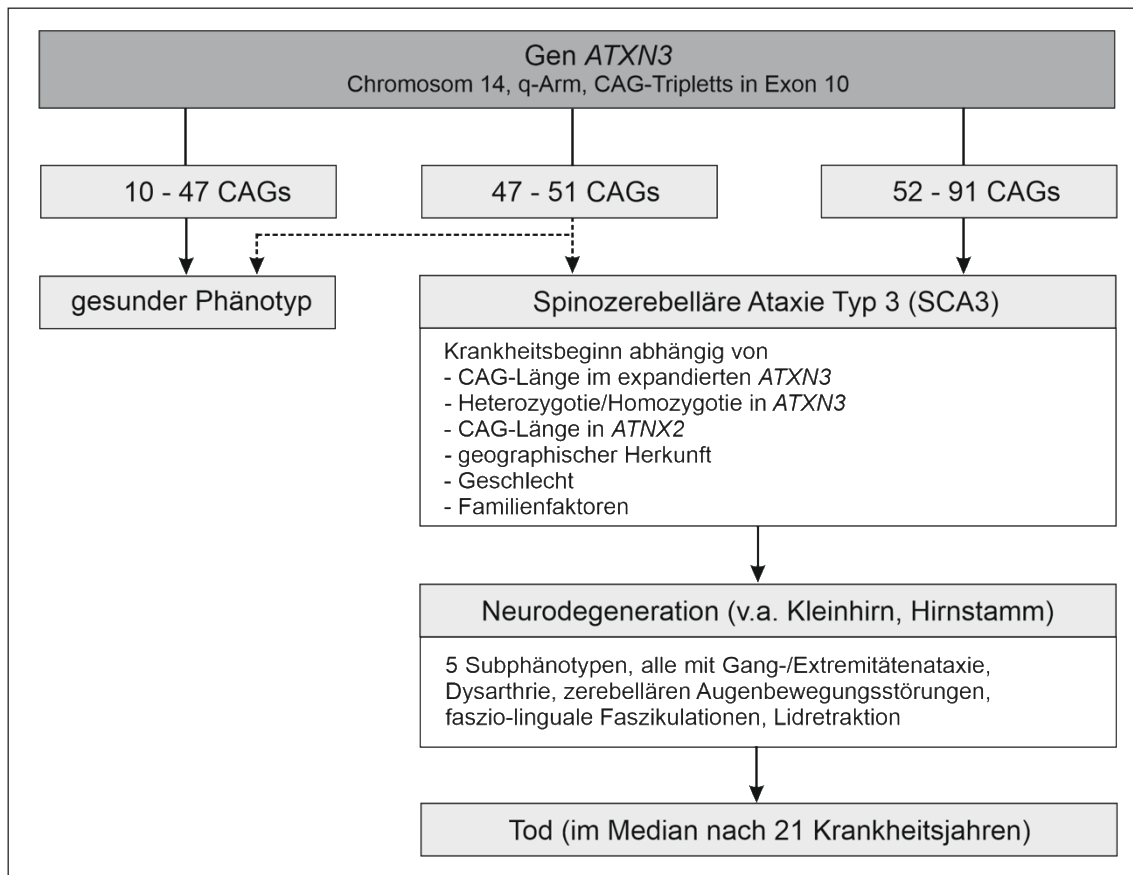 Gen ATXN3
Chromosom 14, q-Arm, CAG-Tripletts in Exon 10
10 - 47 CAGs
47 - 51 CAGs
52 - 91 CAGs
gesunder Phänotyp
Spinozerebelläre Ataxie Typ 3 (SCA3)
Krankheitsbeginn abhängig von
- CAG-Länge im expandierten ATXN3
- Heterozygotie/Homozygotie in ATXN3
- CAG-Länge in ATNX2
- geographischer Herkunft
- Geschlecht
- Familienfaktoren
Neurodegeneration (v.a. Kleinhirn, Hirnstamm)
5 Subphänotypen, alle mit Gang-/Extremitätenataxie,
Dysarthrie, zerebellären Augenbewegungsstörungen,
faszio-linguale Faszikulationen, Lidretraktion
Tod (im Median nach 21 Krankheitsjahren)